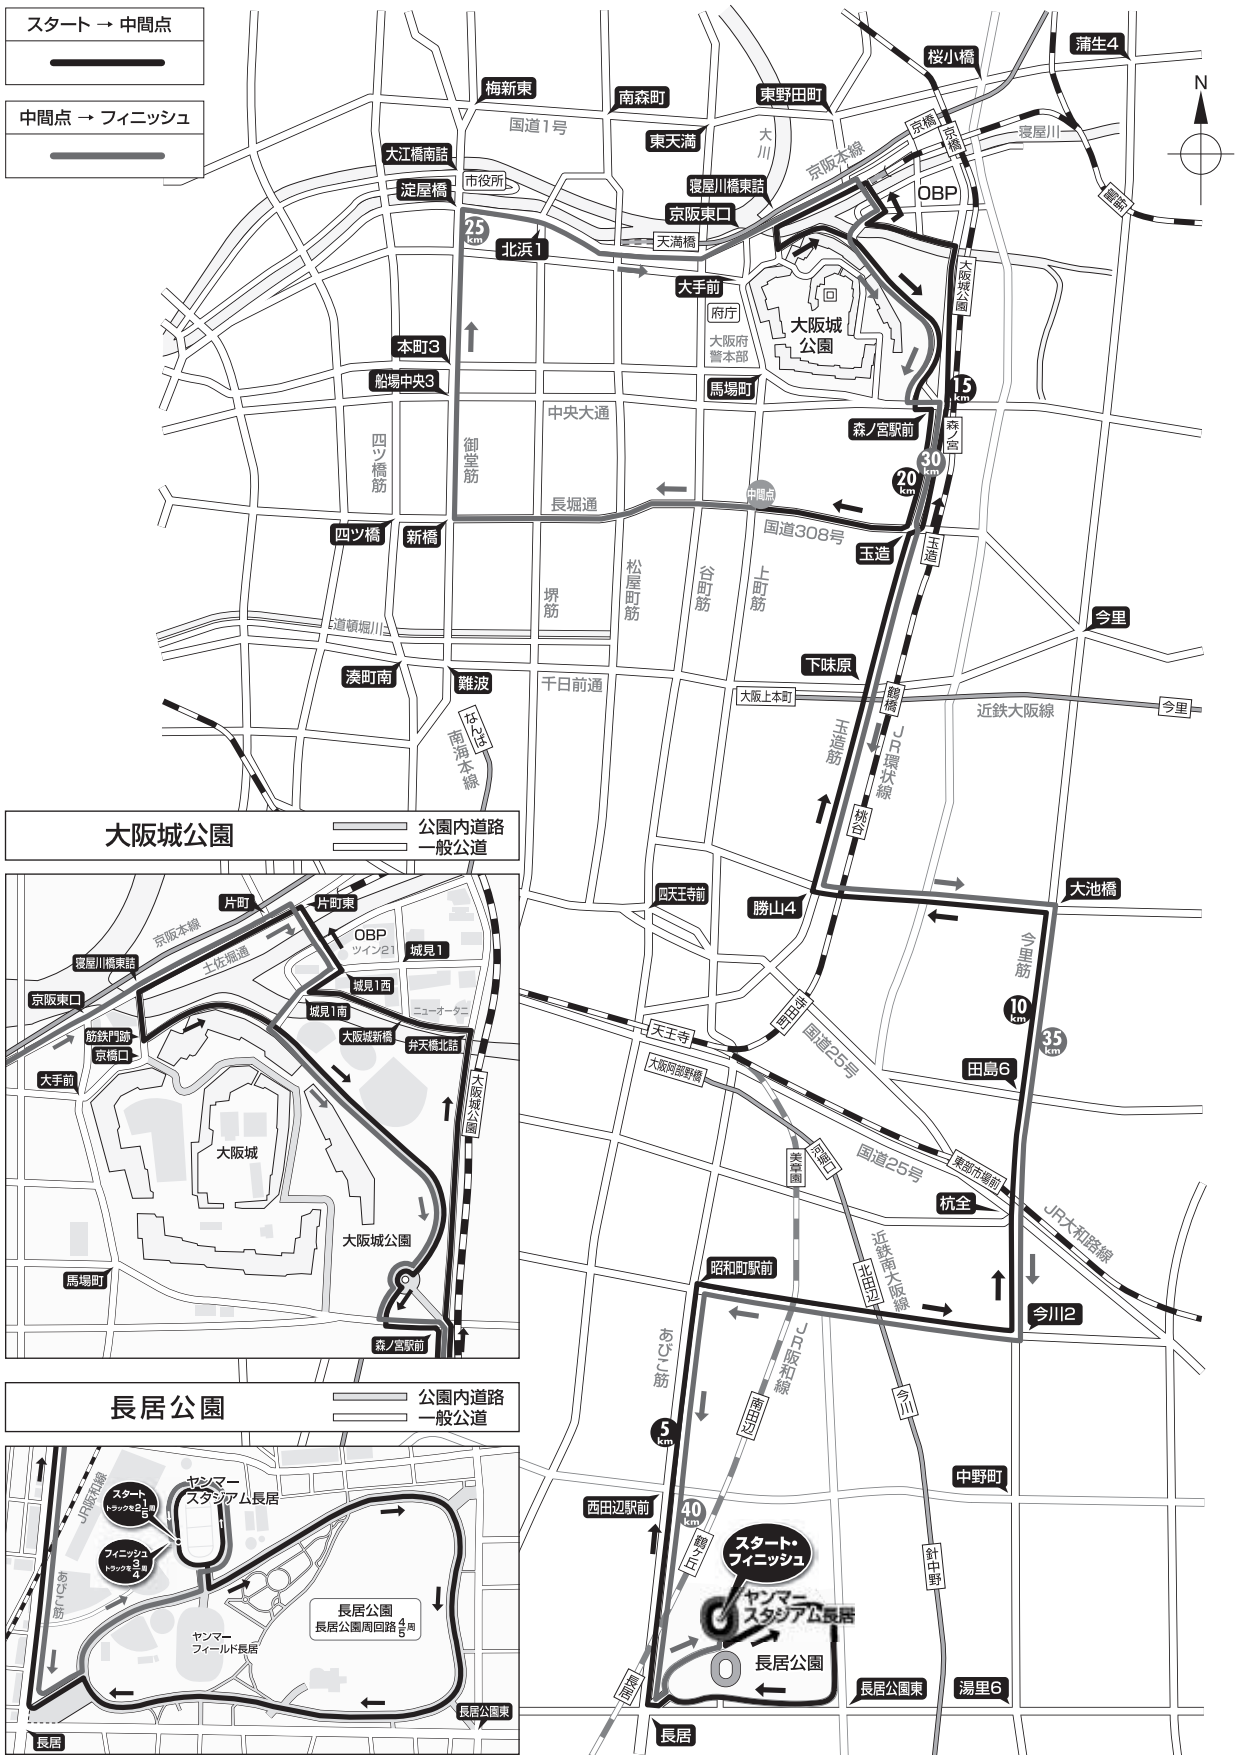 スタート → 中間点
中間点 → フィニッシュ
N
蒲生4
桜小橋
梅新東
南森町
東野田町
国道1号
東天満
大川
京橋
京橋
寝屋川
京阪本線
大江橋南詰
市役所
淀屋橋
寝屋川橋東詰
京阪東口
OBP
鴫野
25km
北浜1
天満橋
大手前
大阪城公園
府庁
大阪城
公園
大阪府
警本部
本町3
船場中央3
馬場町
15km
中央大通
森ノ宮駅前
森ノ宮
四ツ橋筋
御堂筋
30km
20km
中間点
長堀通
国道308号
四ツ橋
新橋
玉造
玉造
松屋町筋
谷町筋
上町筋
堺筋
道頓堀川
今里
下味原
湊町南
難波
千日前通
大阪上本町
鶴橋
近鉄大阪線
今里
なんば
南海本線
玉造筋
JR環状線
桃谷
大阪城公園
公園内道路
一般公道
四天王寺前
勝山4
大池橋
片町
片町東
京阪本線
OBP
ツイン21
城見1
土佐堀通
寝屋川橋東詰
城見1西
京阪東口
城見1南
ニューオータニ
筋鉄門跡
大阪城新橋
弁天橋北詰
京橋口
大手前
大阪城公園
大阪城
大阪城公園
馬場町
森ノ宮駅前
今里筋
寺田町
10km
35km
天王寺
国道25号
大阪阿部野橋
田島6
美章園
河堀口
国道25号
東部市場前
杭全
JR大和路線
近鉄南大阪線
昭和町駅前
北田辺
今川2
あびこ筋
JR阪和線
南田辺
今川
5km
中野町
西田辺駅前
40km
鶴ケ丘
スタート・
フィニッシュ
針中野
ヤンマー
スタジアム長居
長居公園
長居
長居公園東
湯里6
長居
長居公園
公園内道路
一般公道
JR阪和線
スタート
トラックを2 1/5周
ヤンマー
スタジアム長居
フィニッシュ
トラックを3/4周
あびこ筋
長居公園
長居公園周回路4/5周
ヤンマー
フィールド長居
長居公園東
長居